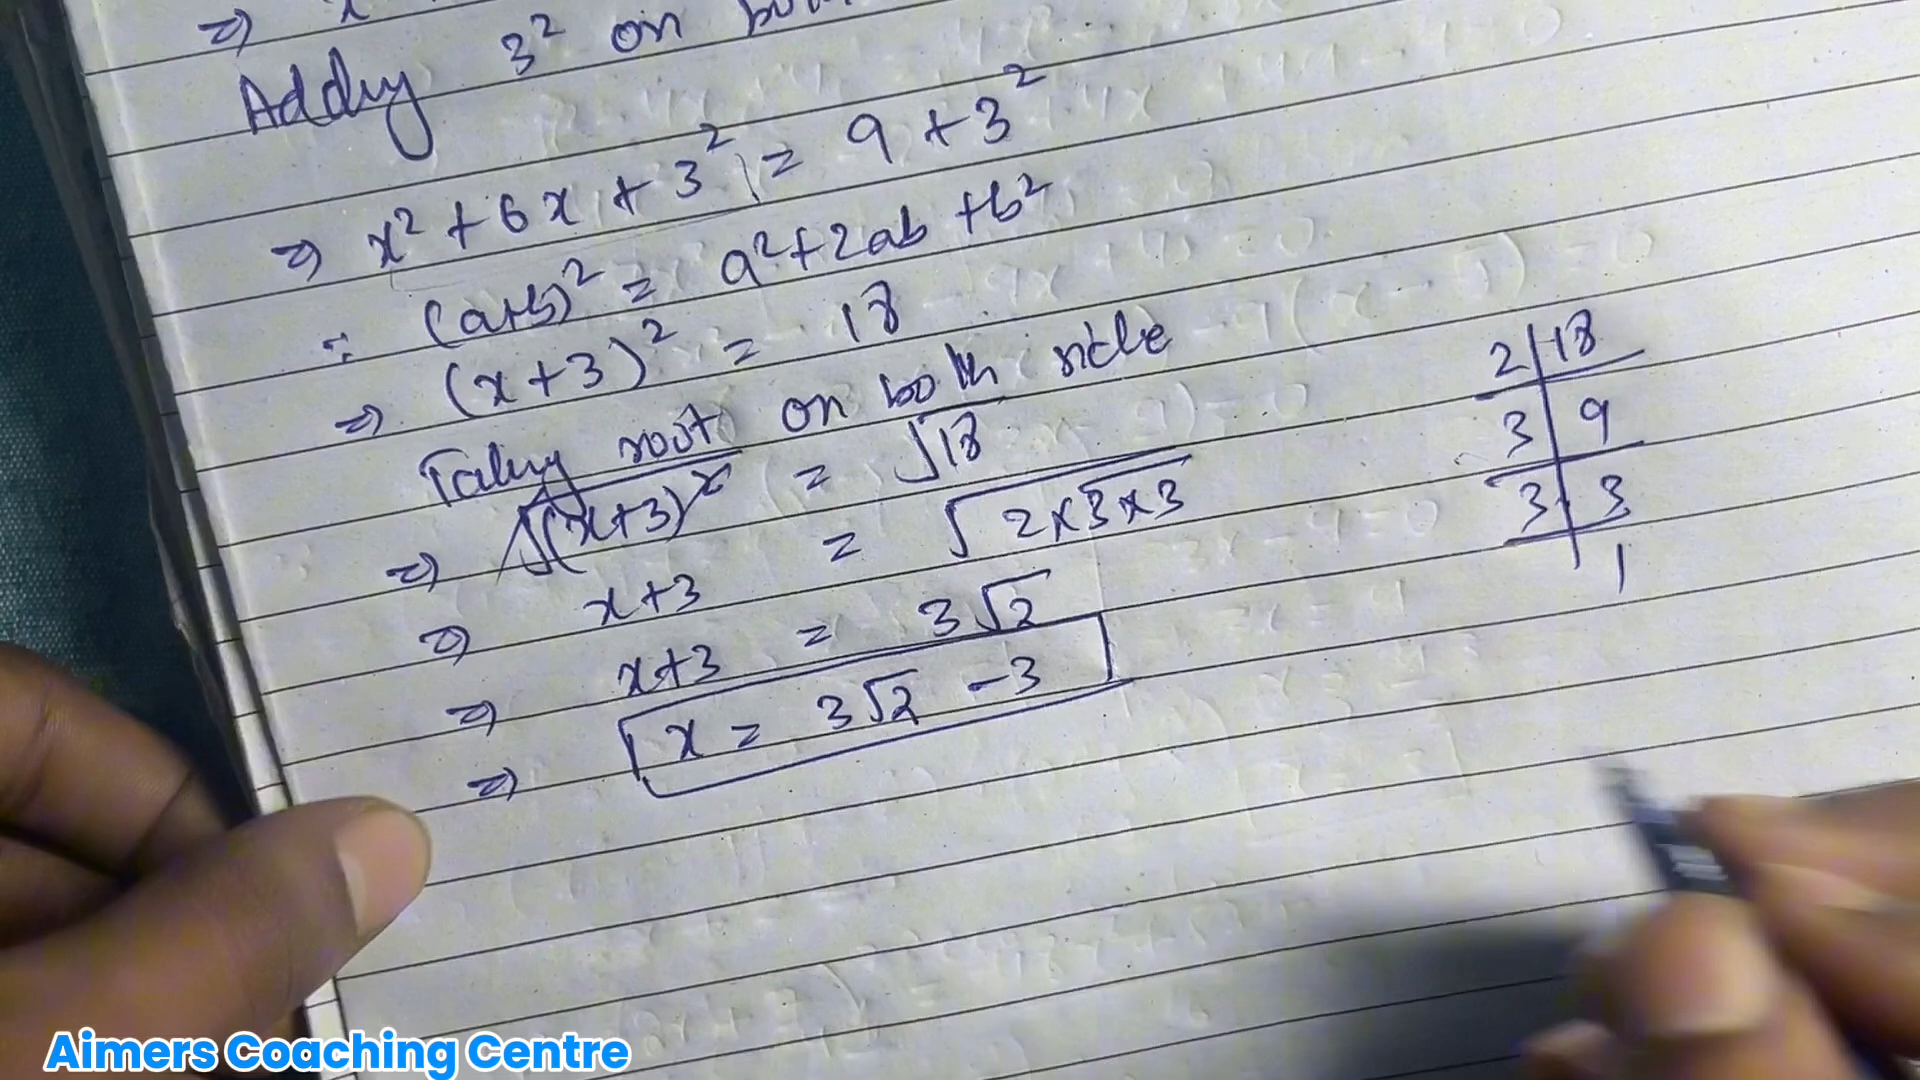 ⇒ x
Adding 3² on both
⇒ x² + 6x + 3² = 9 + 3²
∵ (a+b)² = a²+2ab+b²
⇒ (x+3)² = 18
Taking root on both side
⇒ √(x+3)² = √18
⇒ x+3 = √2×3×3
⇒ x+3 = 3√2
⇒ x = 3√2 - 3
2 | 18
3 | 9
3 | 3
1
Aimers Coaching Centre